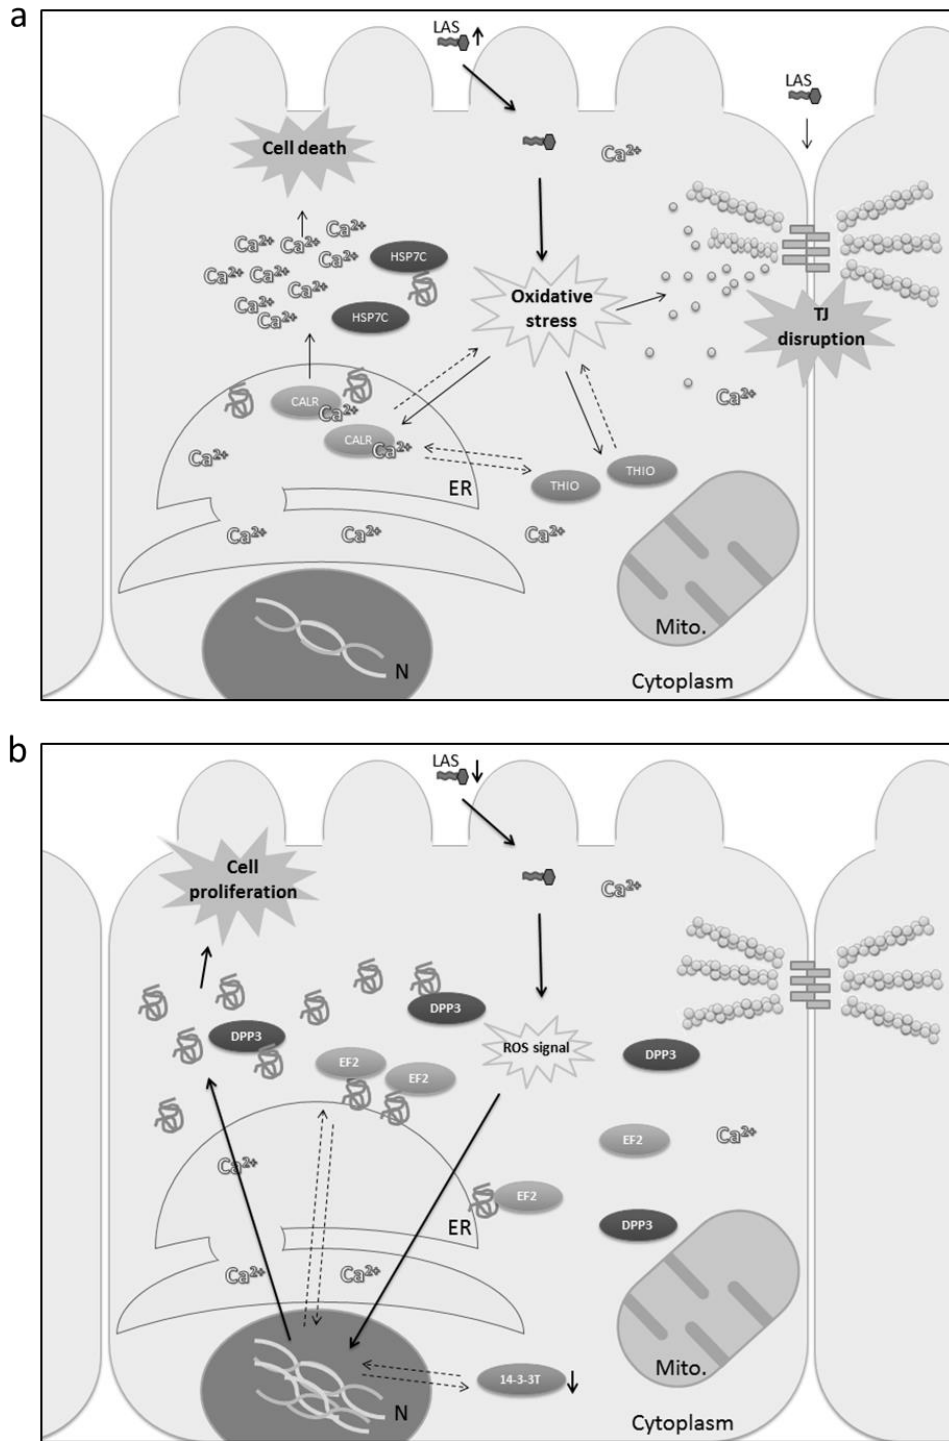 a
LAS
LAS
Cell death
Ca²⁺
Ca²⁺
Ca²⁺
Ca²⁺
Ca²⁺
Ca²⁺
Ca²⁺
Ca²⁺
Ca²⁺
Ca²⁺
HSP7C
HSP7C
Oxidative
stress
TJ
disruption
Ca²⁺
CALR
Ca²⁺
CALR
Ca²⁺
Ca²⁺
ER
THIO
THIO
Ca²⁺
Ca²⁺
Ca²⁺
Mito.
N
Cytoplasm
b
LAS
Cell
proliferation
Ca²⁺
DPP3
DPP3
ROS signal
DPP3
EF2
EF2
EF2
Ca²⁺
Ca²⁺
EF2
ER
DPP3
Ca²⁺
Ca²⁺
Mito.
14-3-3T
N
Cytoplasm